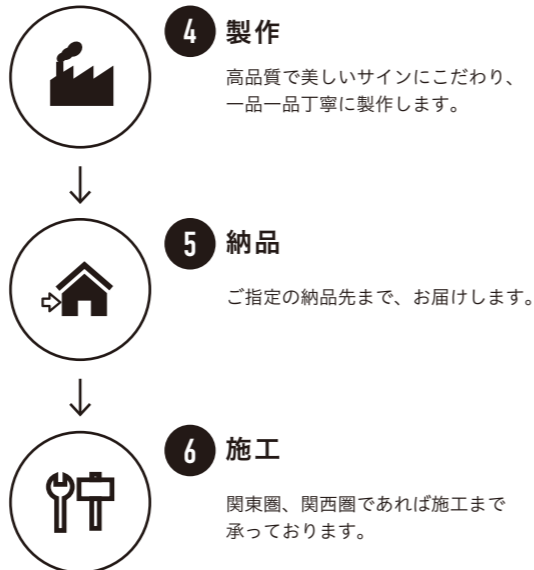 4 製作
高品質で美しいサインにこだわり、
一品一品丁寧に製作します。
5 納品
ご指定の納品先まで、お届けします。
6 施工
関東圏、関西圏であれば施工まで
承っております。